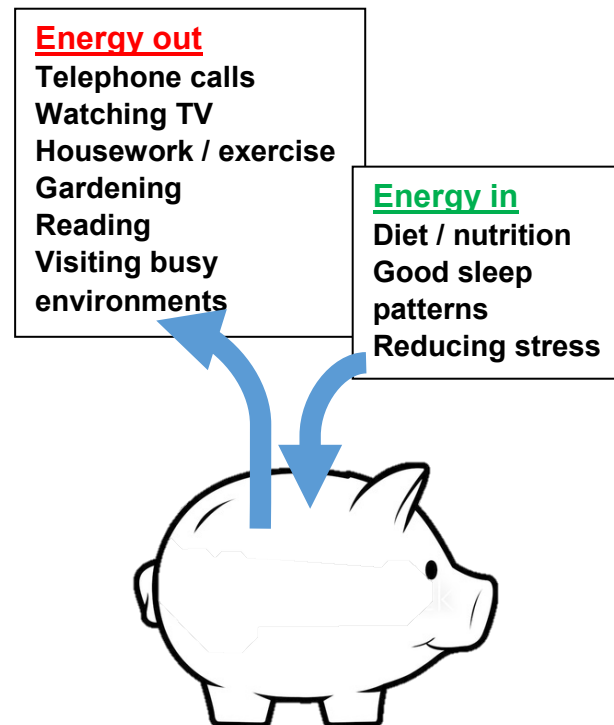 Energy out
Telephone calls
Watching TV
Housework / exercise
Gardening
Reading
Visiting busy
environments
Energy in
Diet / nutrition
Good sleep
patterns
Reducing stress